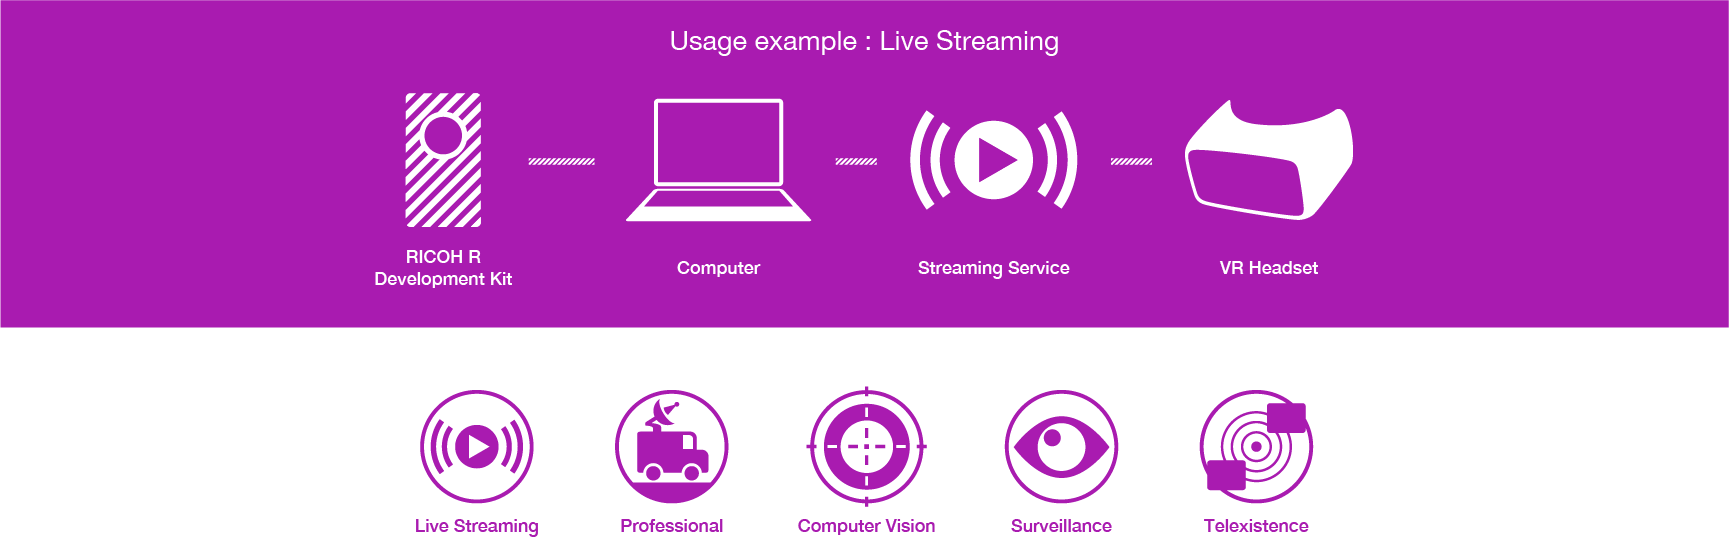 Usage example : Live Streaming
RICOH R
Development Kit
Computer
Streaming Service
VR Headset
Live Streaming
Professional
Computer Vision
Surveillance
Telexistence